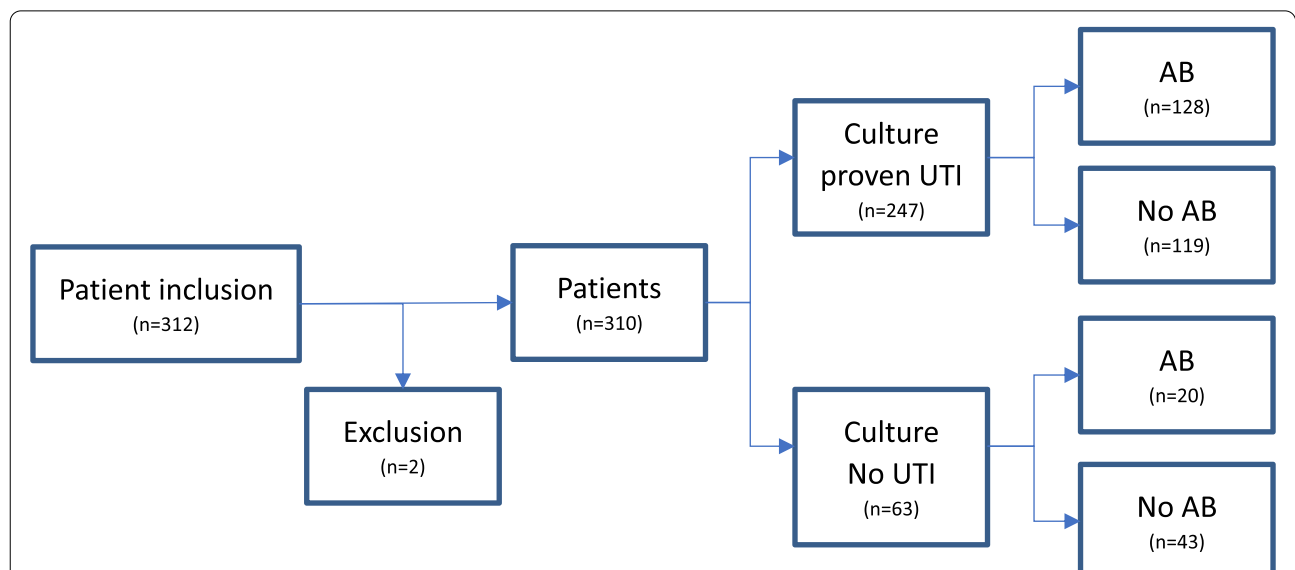 Patient inclusion
(n=312)
Exclusion
(n=2)
Patients
(n=310)
Culture
proven UTI
(n=247)
AB
(n=128)
No AB
(n=119)
Culture
No UTI
(n=63)
AB
(n=20)
No AB
(n=43)